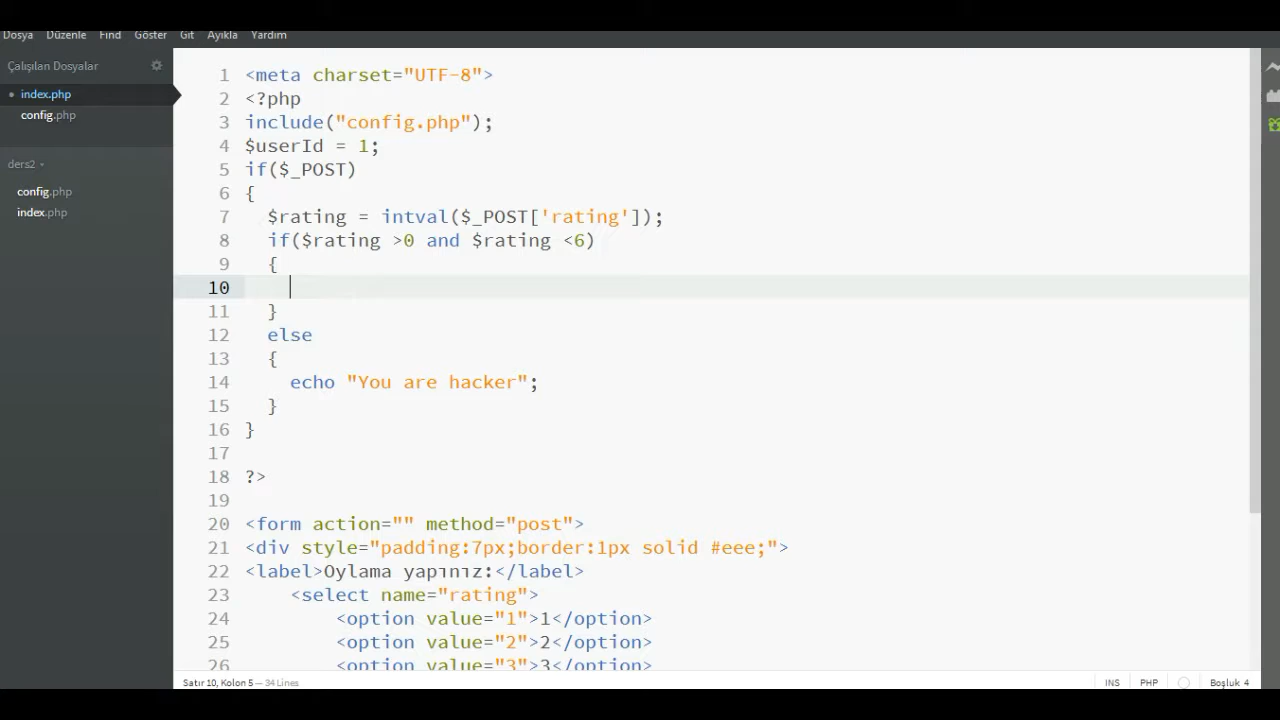 Dosya Düzenle Find Göster Git Ayıkla Yardım
Çalışılan Dosyalar
index.php
config.php
ders2
config.php
index.php
1 <meta charset="UTF-8">
2 <?php
3 include("config.php");
4 $userId = 1;
5 if($_POST)
6 {
7 $rating = intval($_POST['rating']);
8 if($rating >0 and $rating <6)
9 {
10
11 }
12 else
13 {
14 echo "You are hacker";
15 }
16 }
17
18 ?>
19
20 <form action="" method="post">
21 <div style="padding:7px;border:1px solid #eee;">
22 <label>Oylama yapınız:</label>
23 <select name="rating">
24 <option value="1">1</option>
25 <option value="2">2</option>
26 <option value="3">3</option>
Satır 10, Kolon 5 — 34 Lines INS PHP Boşluk 4